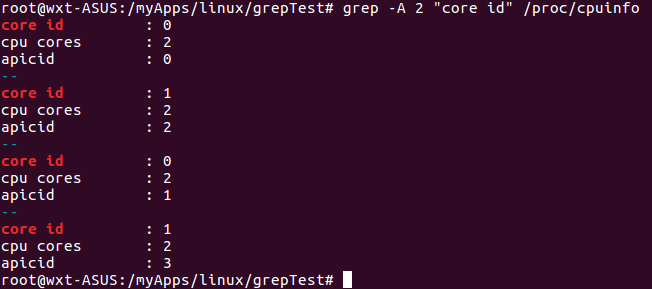 root@wxt-ASUS:/myApps/linux/grepTest# grep -A 2 "core id" /proc/cpuinfo
core id : 0
cpu cores : 2
apicid : 0
--
core id : 1
cpu cores : 2
apicid : 2
--
core id : 0
cpu cores : 2
apicid : 1
--
core id : 1
cpu cores : 2
apicid : 3
root@wxt-ASUS:/myApps/linux/grepTest#